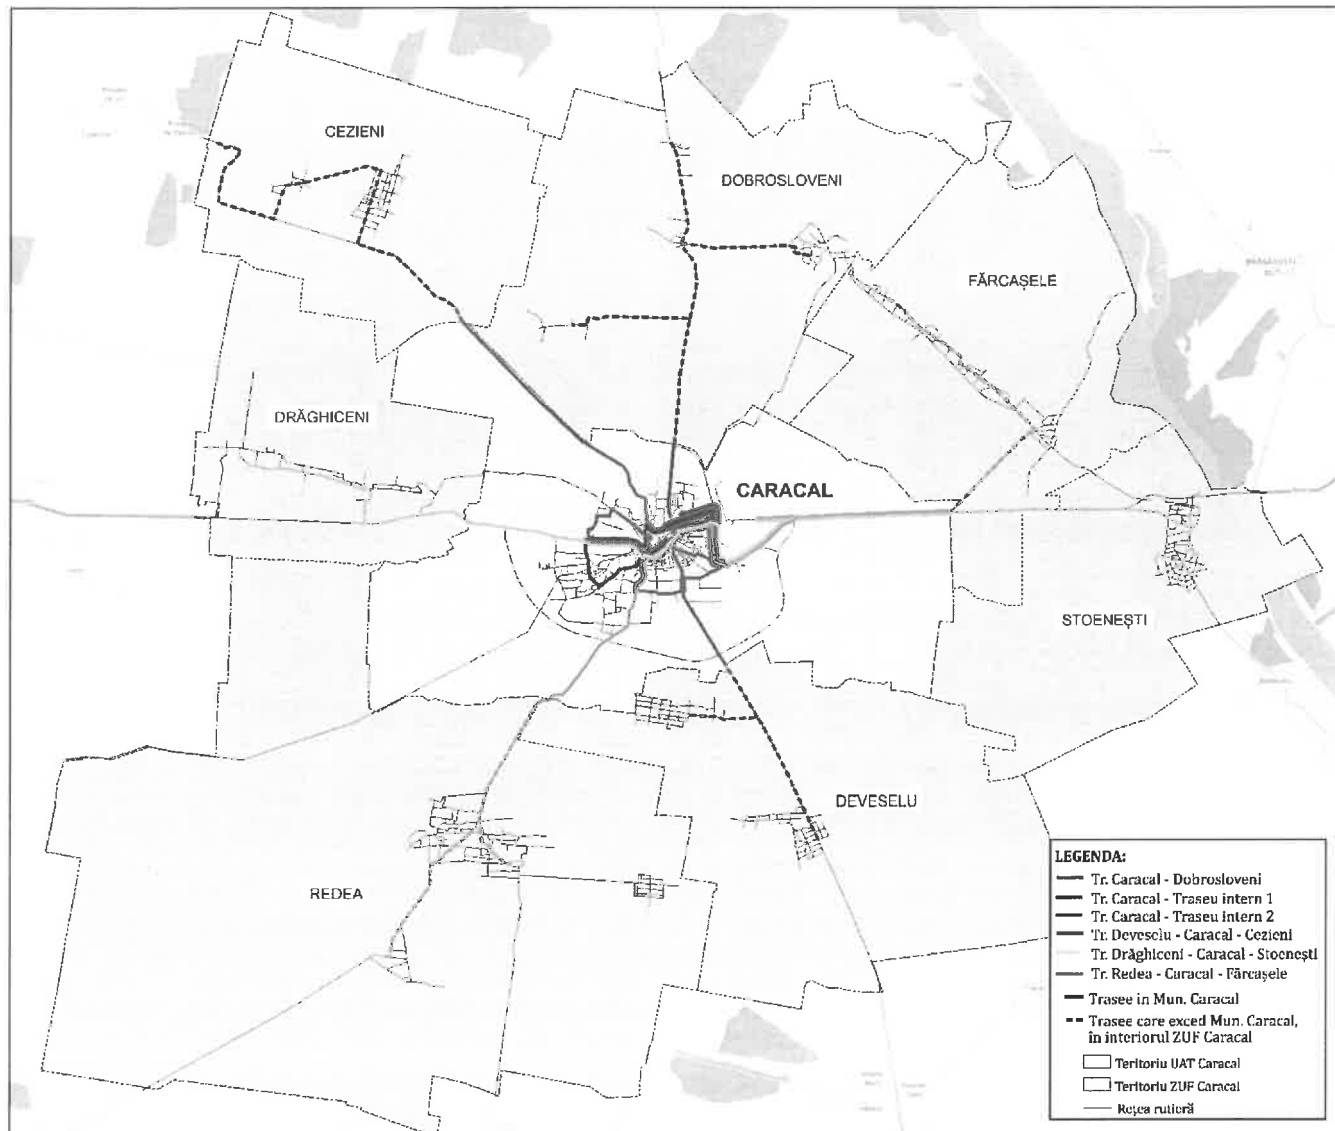 CEZIENI
DOBROSLOVENI
FĂRCAȘELE
DRĂGHICENI
CARACAL
STOENEȘTI
DEVESELU
REDEA
LEGENDA:
Tr. Caracal - Dobrosloveni
Tr. Caracal - Traseu intern 1
Tr. Caracal - Traseu intern 2
Tr. Deveselu - Caracal - Cezieni
Tr. Drăghiceni - Caracal - Stoenești
Tr. Redea - Caracal - Fărcașele
Trasee in Mun. Caracal
Trasee care exced Mun. Caracal,
în interiorul ZUF Caracal
Teritoriu UAT Caracal
Teritoriu ZUF Caracal
Rețea rutieră